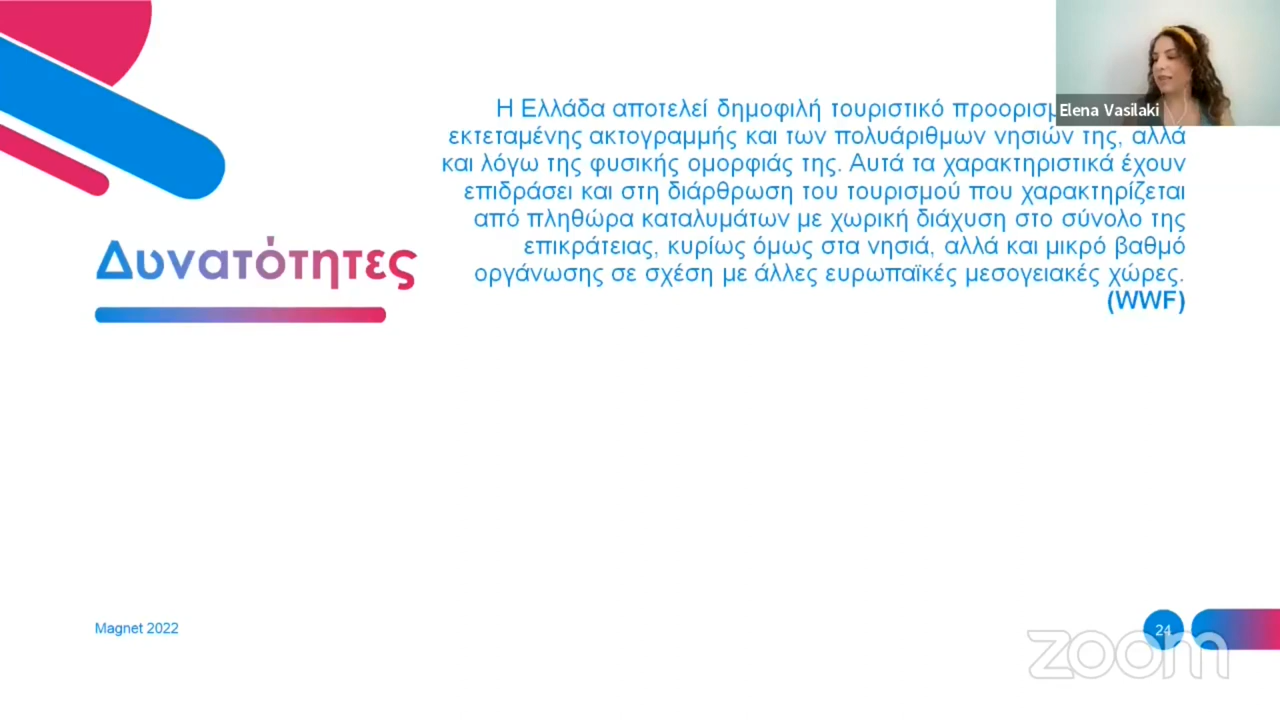 Elena Vasilaki
Η Ελλάδα αποτελεί δημοφιλή τουριστικό
εκτεταμένης ακτογραμμής και των πολυάριθμων νησιών της, αλλά
και λόγω της φυσικής ομορφιάς της. Αυτά τα χαρακτηριστικά έχουν
επιδράσει και στη διάρθρωση του τουρισμού που χαρακτηρίζεται
από πληθώρα καταλυμάτων με χωρική διάχυση στο σύνολο της
επικράτειας, κυρίως όμως στα νησιά, αλλά και μικρό βαθμό
οργάνωσης σε σχέση με άλλες ευρωπαϊκές μεσογειακές χώρες.
(WWF)
Δυνατότητες
Magnet 2022
24
zoom